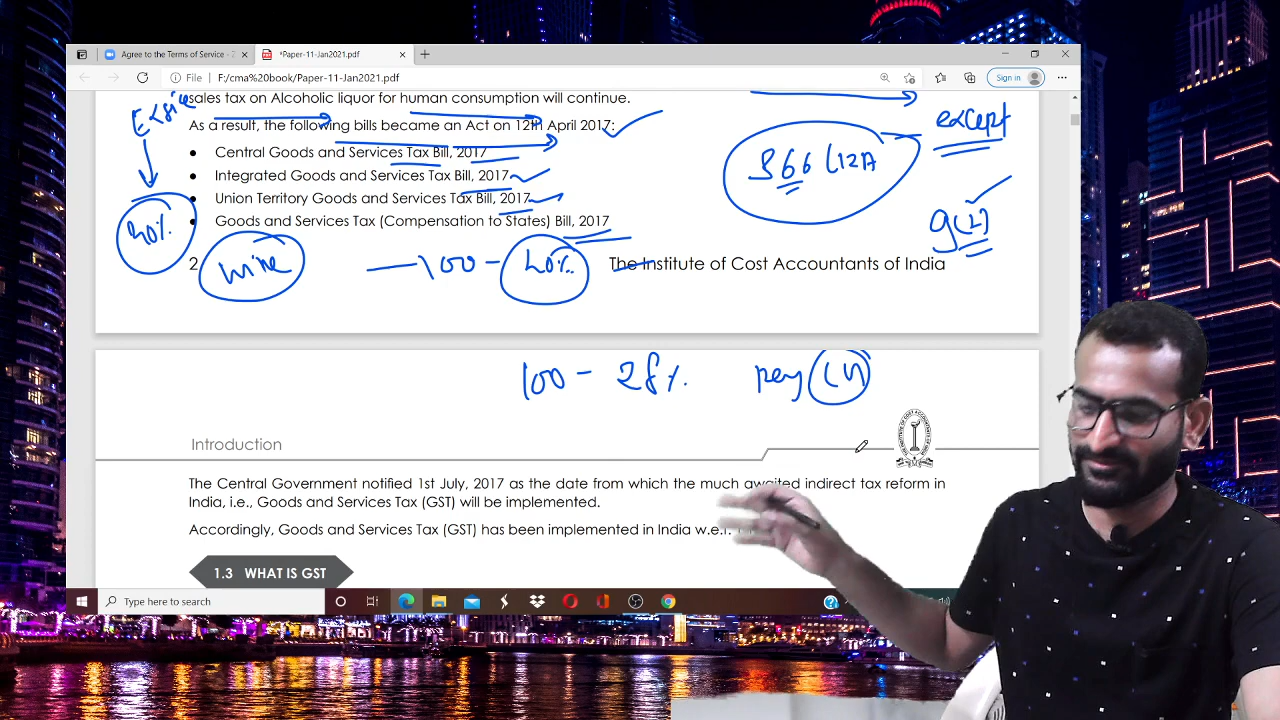 Agree to the Terms of Service - Z
*Paper-11-Jan2021.pdf
File
F:/cma%20book/Paper-11-Jan2021.pdf
Sign in
sales tax on Alcoholic liquor for human consumption will continue.
As a result, the following bills became an Act on 12th April 2017:
except
• Central Goods and Services Tax Bill, 2017
366 (12A
• Integrated Goods and Services Tax Bill, 2017
• Union Territory Goods and Services Tax Bill, 2017
• Goods and Services Tax (Compensation to States) Bill, 2017
2
wine
100 -
The Institute of Cost Accountants of India
100 - 28%
Introduction
The Central Government notified 1st July, 2017 as the date from which the much awaited indirect tax reform in
India, i.e., Goods and Services Tax (GST) will be implemented.
Accordingly, Goods and Services Tax (GST) has been implemented in India w.e.f.
1.3 WHAT IS GST
Type here to search